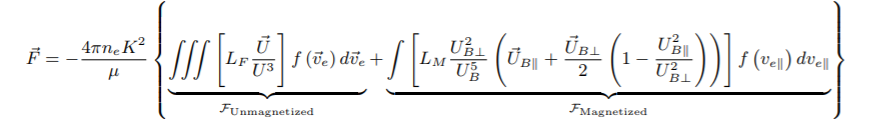 \vec{F} = -\frac{4\pi n_e K^2}{\mu} \left\{ \underbrace{\iiint \left[ L_F \frac{\vec{U}}{U^3} \right] f(\vec{v}_e) \, d\vec{v}_e}_{\mathcal{F}_{\text{Unmagnetized}}} + \underbrace{\int \left[ L_M \frac{U_{B\perp}^2}{U_B^5} \left( \vec{U}_{B\parallel} + \frac{\vec{U}_{B\perp}}{2} \left( 1 - \frac{U_{B\parallel}^2}{U_{B\perp}^2} \right) \right) \right] f(v_{e\parallel}) \, dv_{e\parallel}}_{\mathcal{F}_{\text{Magnetized}}} \right\}